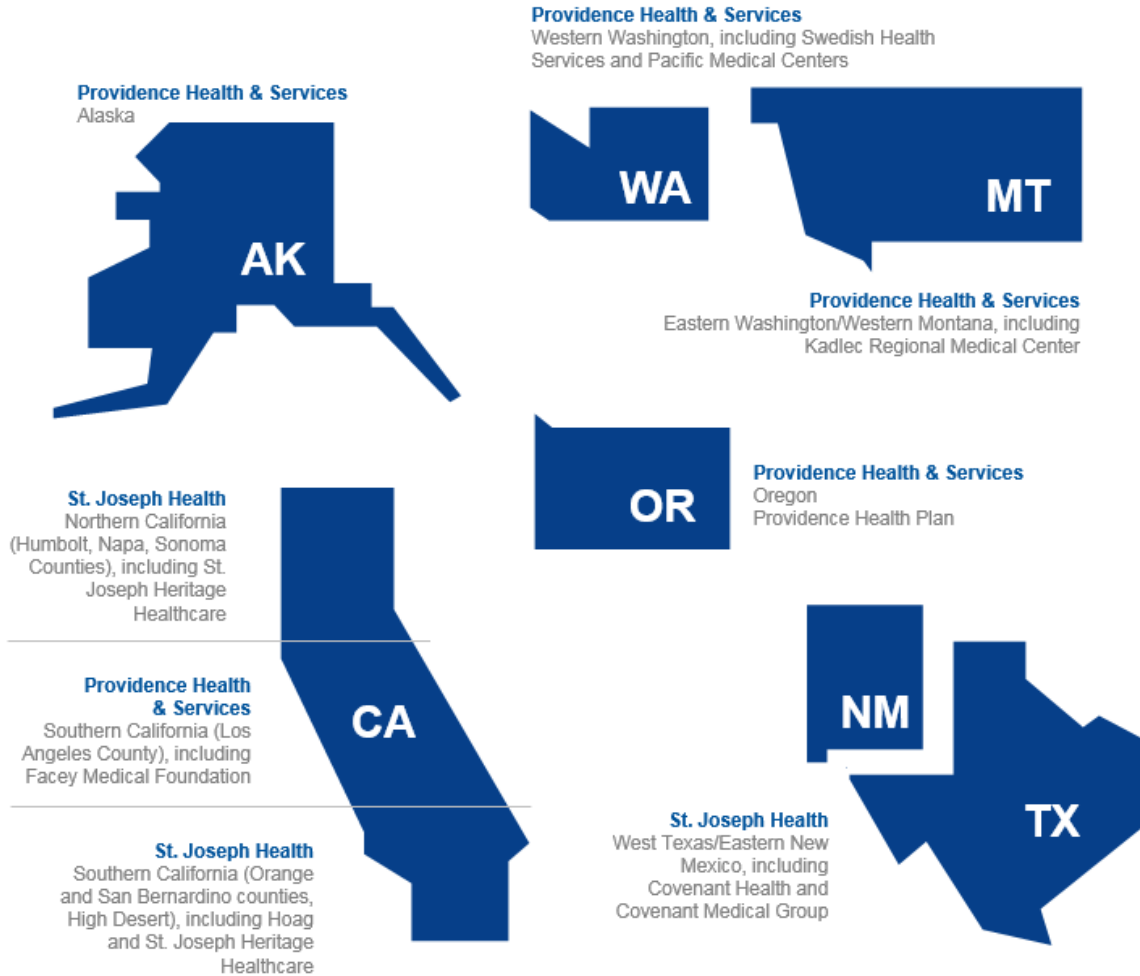 Providence Health & Services
Western Washington, including Swedish Health
Services and Pacific Medical Centers
Providence Health & Services
Alaska
WA
MT
AK
Providence Health & Services
Eastern Washington/Western Montana, including
Kadlec Regional Medical Center
Providence Health & Services
Oregon
Providence Health Plan
OR
St. Joseph Health
Northern California
(Humbolt, Napa, Sonoma
Counties), including St.
Joseph Heritage
Healthcare
Providence Health
& Services
Southern California (Los
Angeles County), including
Facey Medical Foundation
CA
St. Joseph Health
Southern California (Orange
and San Bernardino counties,
High Desert), including Hoag
and St. Joseph Heritage
Healthcare
NM
TX
St. Joseph Health
West Texas/Eastern New
Mexico, including
Covenant Health and
Covenant Medical Group